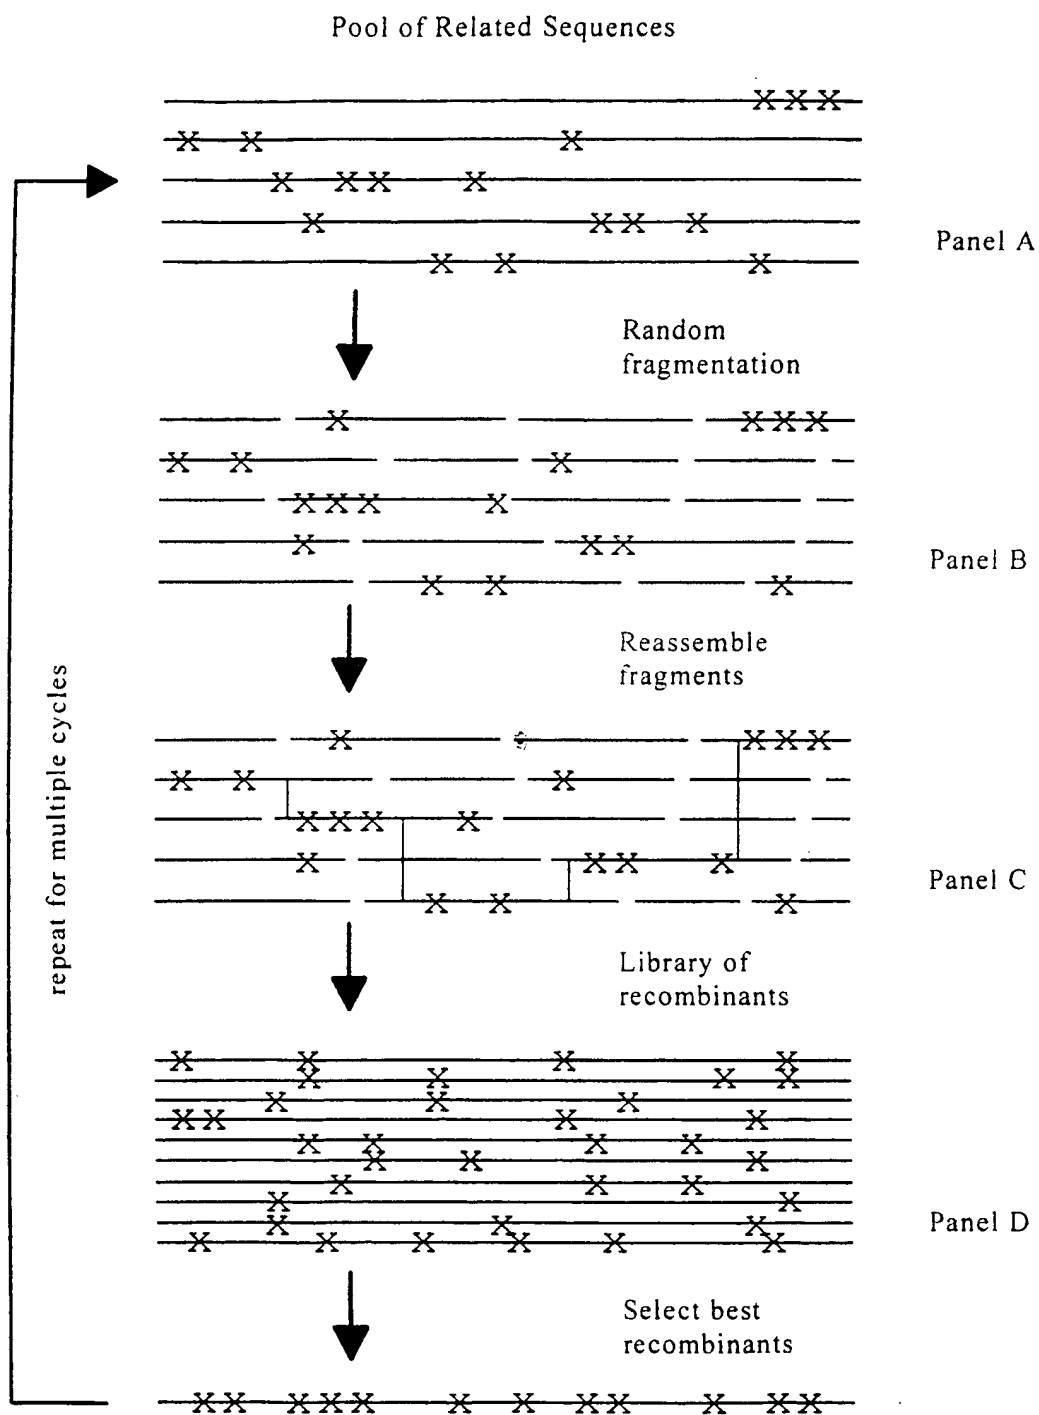 Pool of Related Sequences
Panel A
Random
fragmentation
Panel B
Reassemble
fragments
Panel C
Library of
recombinants
Panel D
Select best
recombinants
repeat for multiple cycles